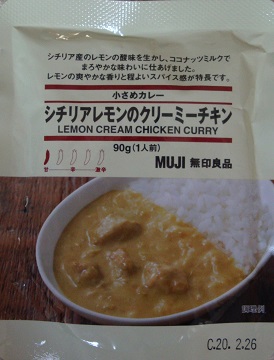 シチリア産のレモンの酸味を生かし、ココナッツミルクで
まろやかな味わいに仕あげました。
レモンの爽やかな香りと程よいスパイス感が特長です。
小さめカレー
シチリアレモンのクリーミーチキン
LEMON CREAM CHICKEN CURRY
90g(1人前)
甘 辛 激辛
MUJI 無印良品
調理例
C.20. 2.26